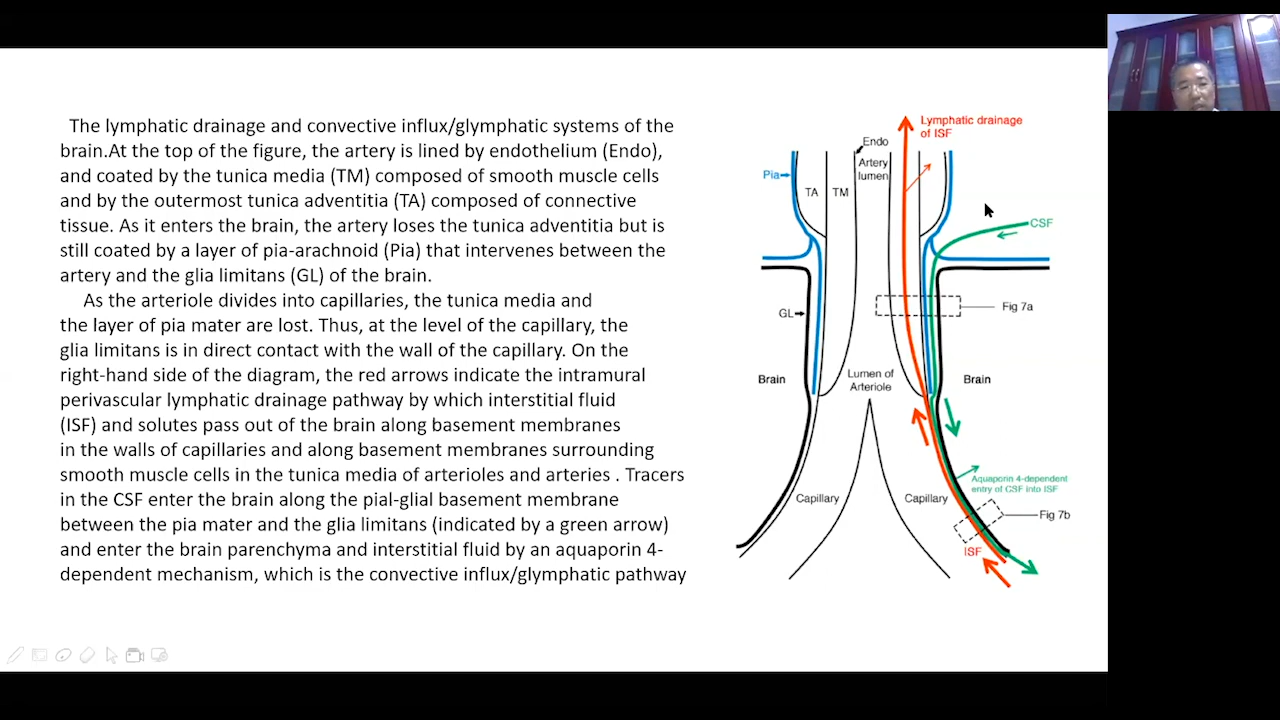 The lymphatic drainage and convective influx/glymphatic systems of the
brain.At the top of the figure, the artery is lined by endothelium (Endo),
and coated by the tunica media (TM) composed of smooth muscle cells
and by the outermost tunica adventitia (TA) composed of connective
tissue. As it enters the brain, the artery loses the tunica adventitia but is
still coated by a layer of pia-arachnoid (Pia) that intervenes between the
artery and the glia limitans (GL) of the brain.
As the arteriole divides into capillaries, the tunica media and
the layer of pia mater are lost. Thus, at the level of the capillary, the
glia limitans is in direct contact with the wall of the capillary. On the
right-hand side of the diagram, the red arrows indicate the intramural
perivascular lymphatic drainage pathway by which interstitial fluid
(ISF) and solutes pass out of the brain along basement membranes
in the walls of capillaries and along basement membranes surrounding
smooth muscle cells in the tunica media of arterioles and arteries . Tracers
in the CSF enter the brain along the pial-glial basement membrane
between the pia mater and the glia limitans (indicated by a green arrow)
and enter the brain parenchyma and interstitial fluid by an aquaporin 4-
dependent mechanism, which is the convective influx/glymphatic pathway
Lymphatic drainage
of ISF
Endo
Artery
lumen
Pia
TA
TM
CSF
GL
Fig 7a
Brain
Lumen of
Arteriole
Brain
Aquaporin 4-dependent
entry of CSF into ISF
Capillary
Capillary
Fig 7b
ISF